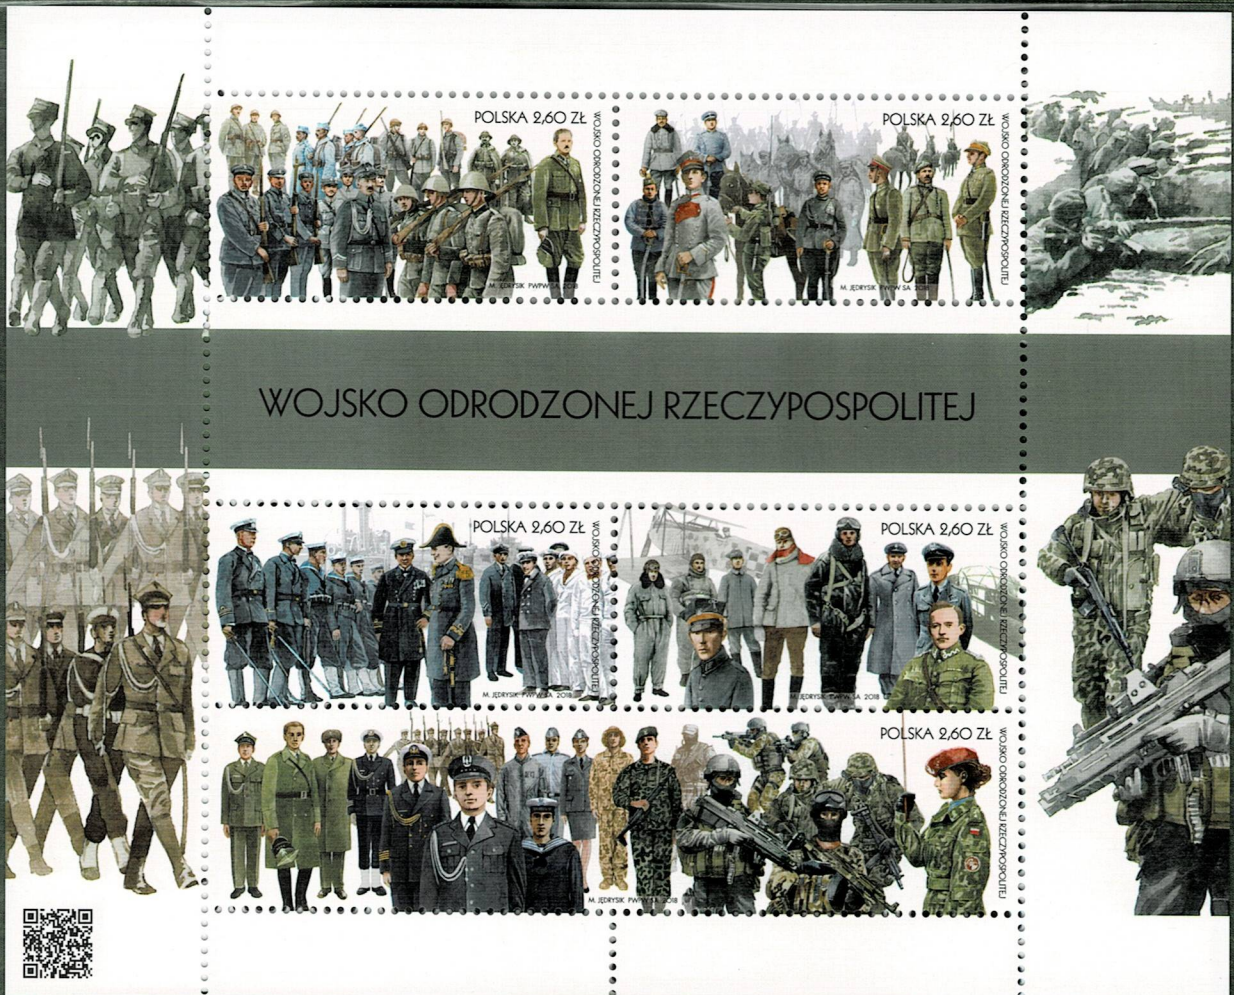 POLSKA 2,60 ZŁ
WOJSKO ODRODZONEJ RZECZYPOSPOLITEJ
M. JĘDRYSIK PWPW SA 2018
POLSKA 2,60 ZŁ
WOJSKO ODRODZONEJ RZECZYPOSPOLITEJ
M. JĘDRYSIK PWPW SA 2018
WOJSKO ODRODZONEJ RZECZYPOSPOLITEJ
POLSKA 2,60 ZŁ
WOJSKO ODRODZONEJ RZECZYPOSPOLITEJ
M. JĘDRYSIK PWPW SA 2018
POLSKA 2,60 ZŁ
WOJSKO ODRODZONEJ RZECZYPOSPOLITEJ
M. JĘDRYSIK PWPW SA 2018
POLSKA 2,60 ZŁ
WOJSKO ODRODZONEJ RZECZYPOSPOLITEJ
M. JĘDRYSIK PWPW SA 2018